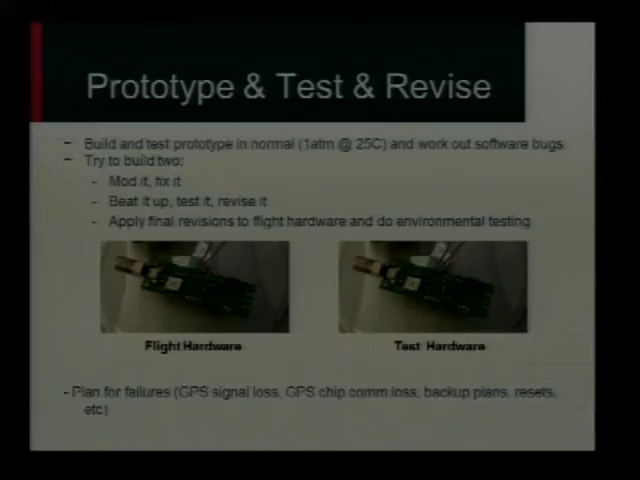 Prototype & Test & Revise
- Build and test prototype in normal (1atm @ 25C) and work out software bugs
- Try to build two:
- Mod it, fix it
- Beat it up, test it, revise it
- Apply final revisions to flight hardware and do environmental testing
Flight Hardware
Test Hardware
- Plan for failures (GPS signal loss, GPS chip comm loss, backup plans, resets,
etc)